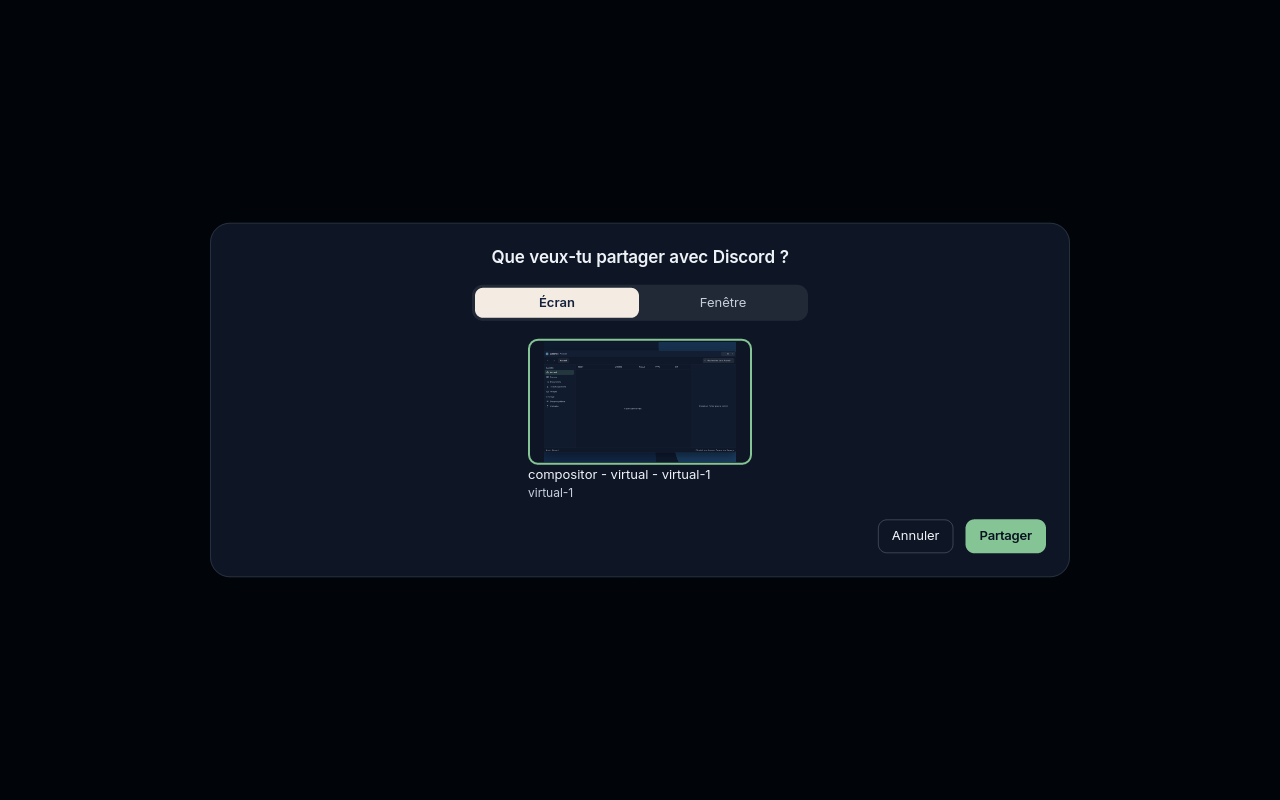 Que veux-tu partager avec Discord ?
Écran
Fenêtre
compositor - virtual - virtual-1
virtual-1
Annuler
Partager